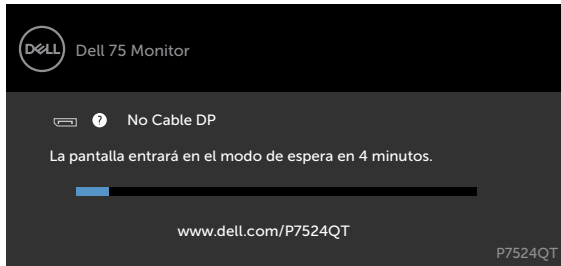 DELL
Dell 75 Monitor
? No Cable DP
La pantalla entrará en el modo de espera en 4 minutos.
www.dell.com/P7524QT
P7524QT